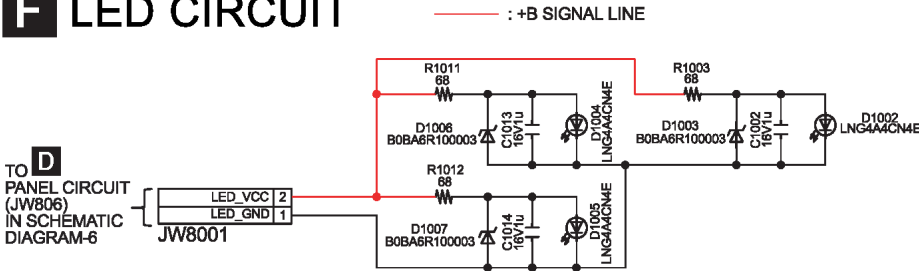 F LED CIRCUIT
: +B SIGNAL LINE
R1011
68
D1006
B0BA6R100003
C1013
16V1u
D1004
LNG4A4CN4E
R1003
68
D1003
B0BA6R100003
C1002
16V1u
D1002
LNG4A4CN4E
TO D
PANEL CIRCUIT
(JW806)
IN SCHEMATIC
DIAGRAM-6
LED_VCC 2
LED_GND 1
JW8001
R1012
68
D1007
B0BA6R100003
C1014
16V1u
D1005
LNG4A4CN4E